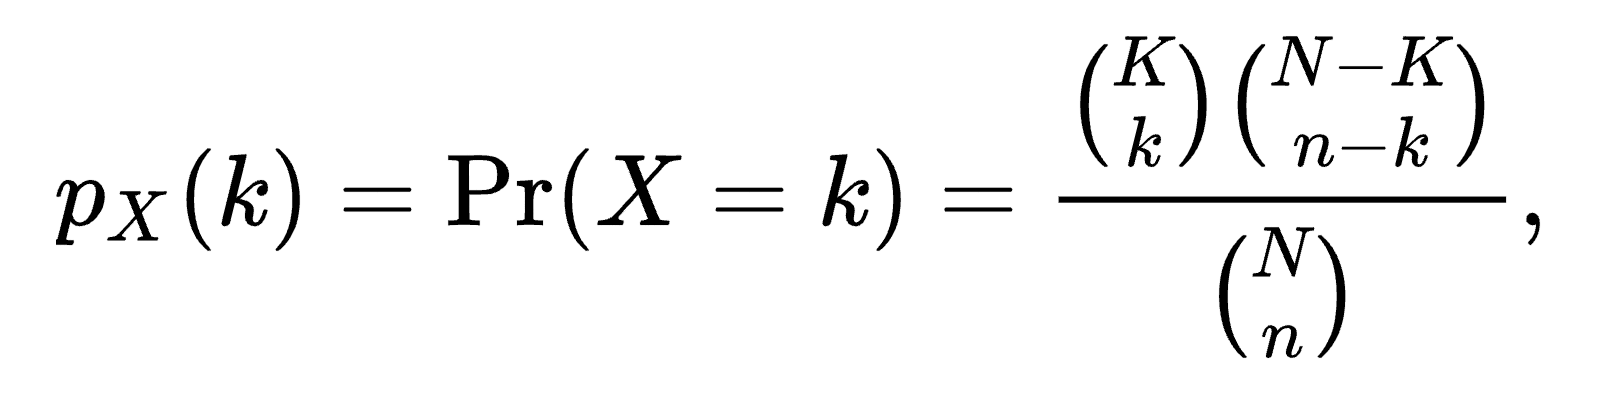 $p_X(k) = \Pr(X = k) = \frac{\binom{K}{k}\binom{N-K}{n-k}}{\binom{N}{n}},$